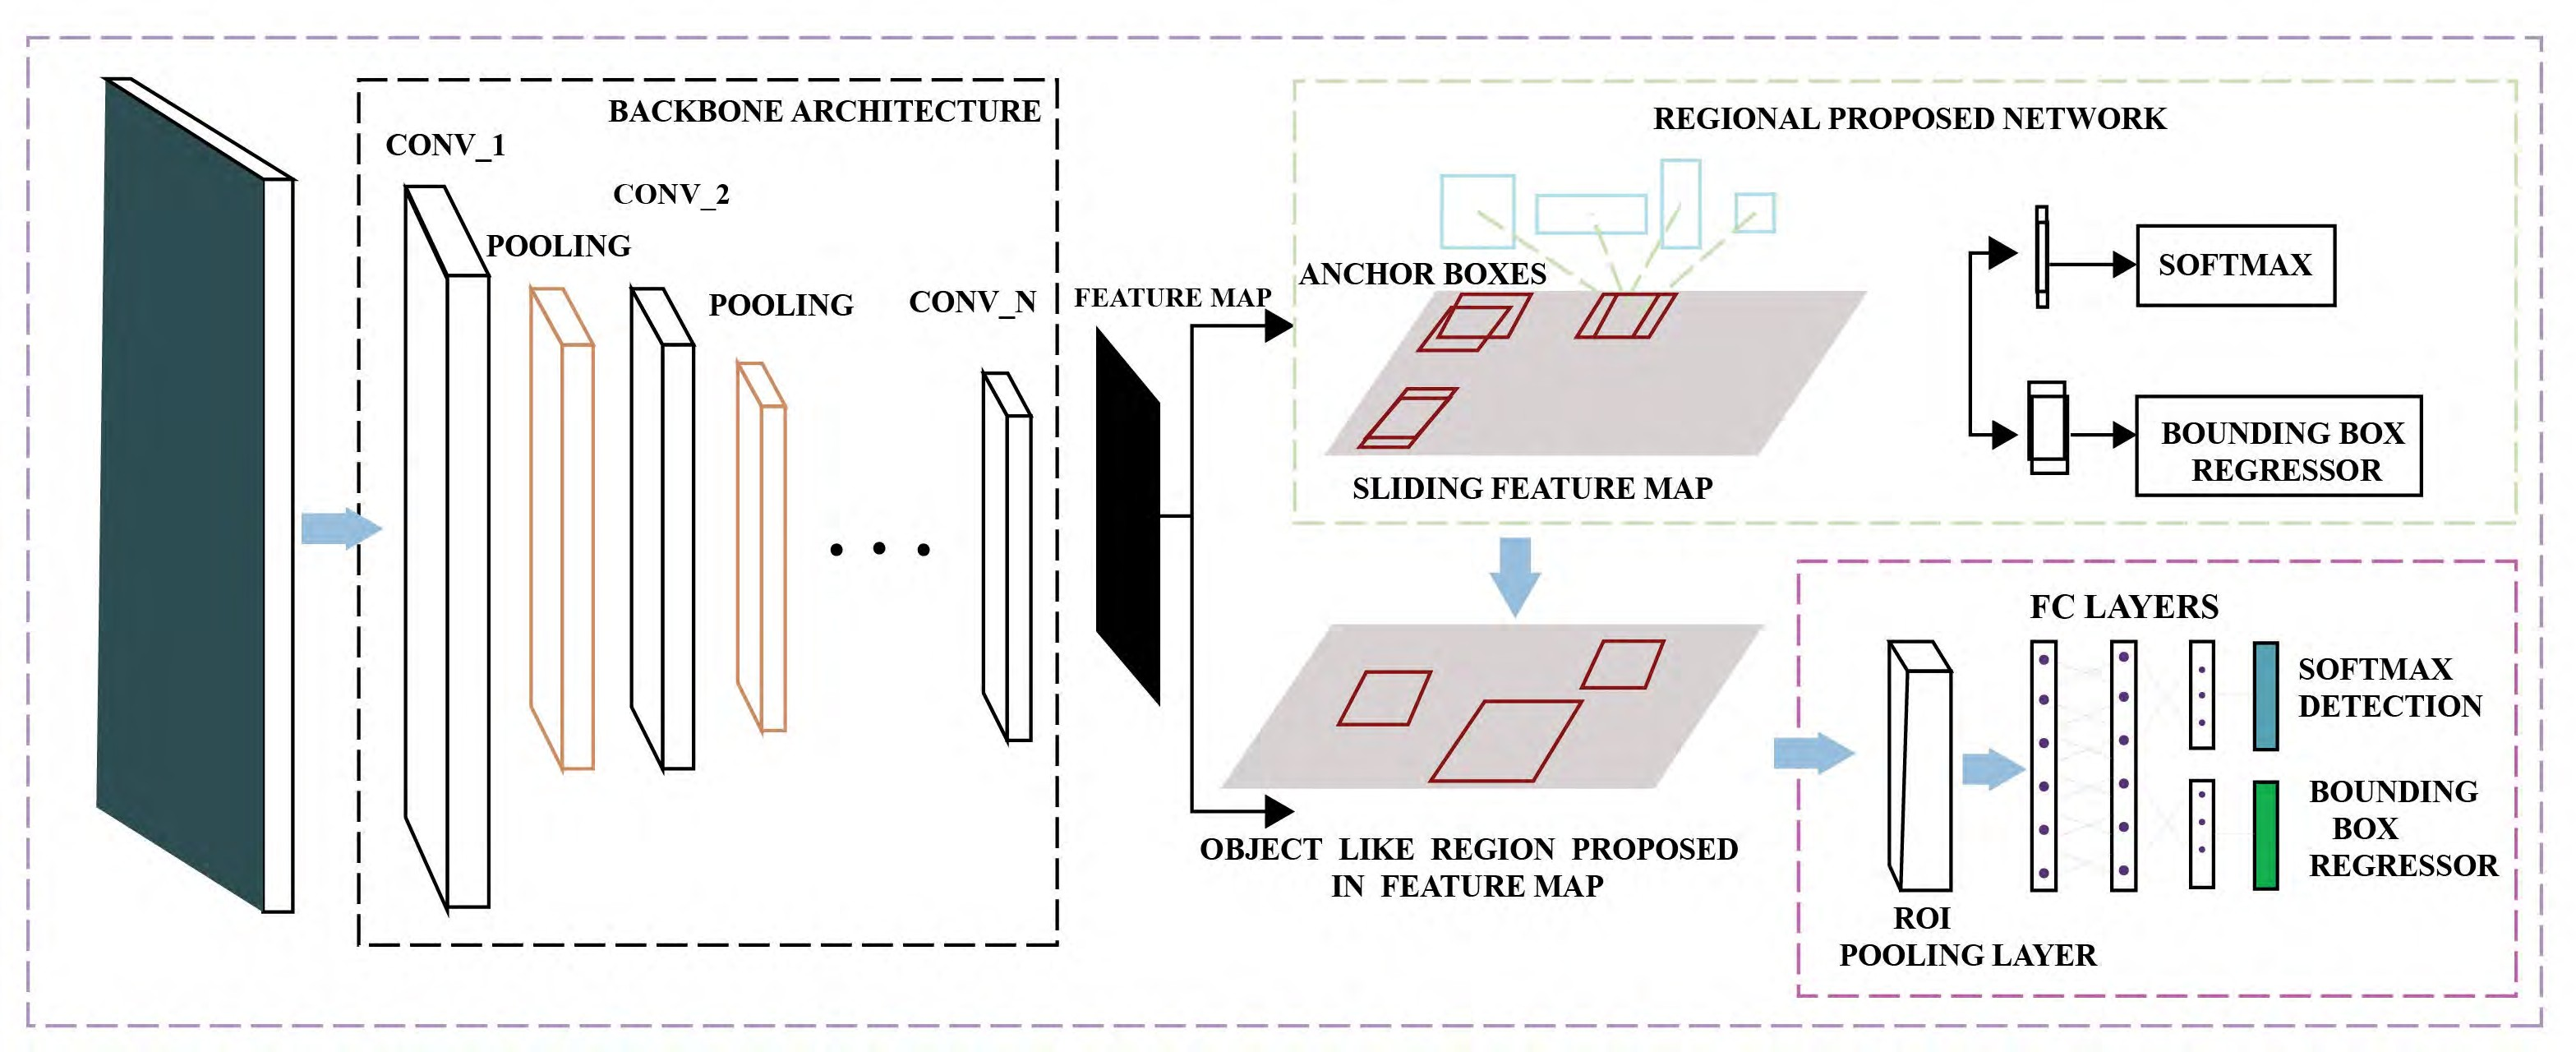 BACKBONE ARCHITECTURE
CONV_1
CONV_2
POOLING
POOLING
CONV_N
FEATURE MAP
REGIONAL PROPOSED NETWORK
ANCHOR BOXES
SOFTMAX
BOUNDING BOX
REGRESSOR
SLIDING FEATURE MAP
OBJECT LIKE REGION PROPOSED
IN FEATURE MAP
FC LAYERS
SOFTMAX
DETECTION
BOUNDING
BOX
REGRESSOR
ROI
POOLING LAYER